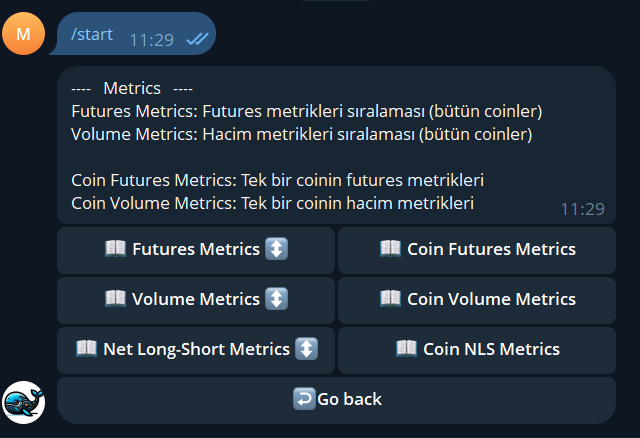 M
/start
11:29
---- Metrics ----
Futures Metrics: Futures metrikleri sıralaması (bütün coinler)
Volume Metrics: Hacim metrikleri sıralaması (bütün coinler)
Coin Futures Metrics: Tek bir coinin futures metrikleri
Coin Volume Metrics: Tek bir coinin hacim metrikleri
11:29
📖 Futures Metrics ↕️
📖 Coin Futures Metrics
📖 Volume Metrics ↕️
📖 Coin Volume Metrics
📖 Net Long-Short Metrics ↕️
📖 Coin NLS Metrics
↩️Go back